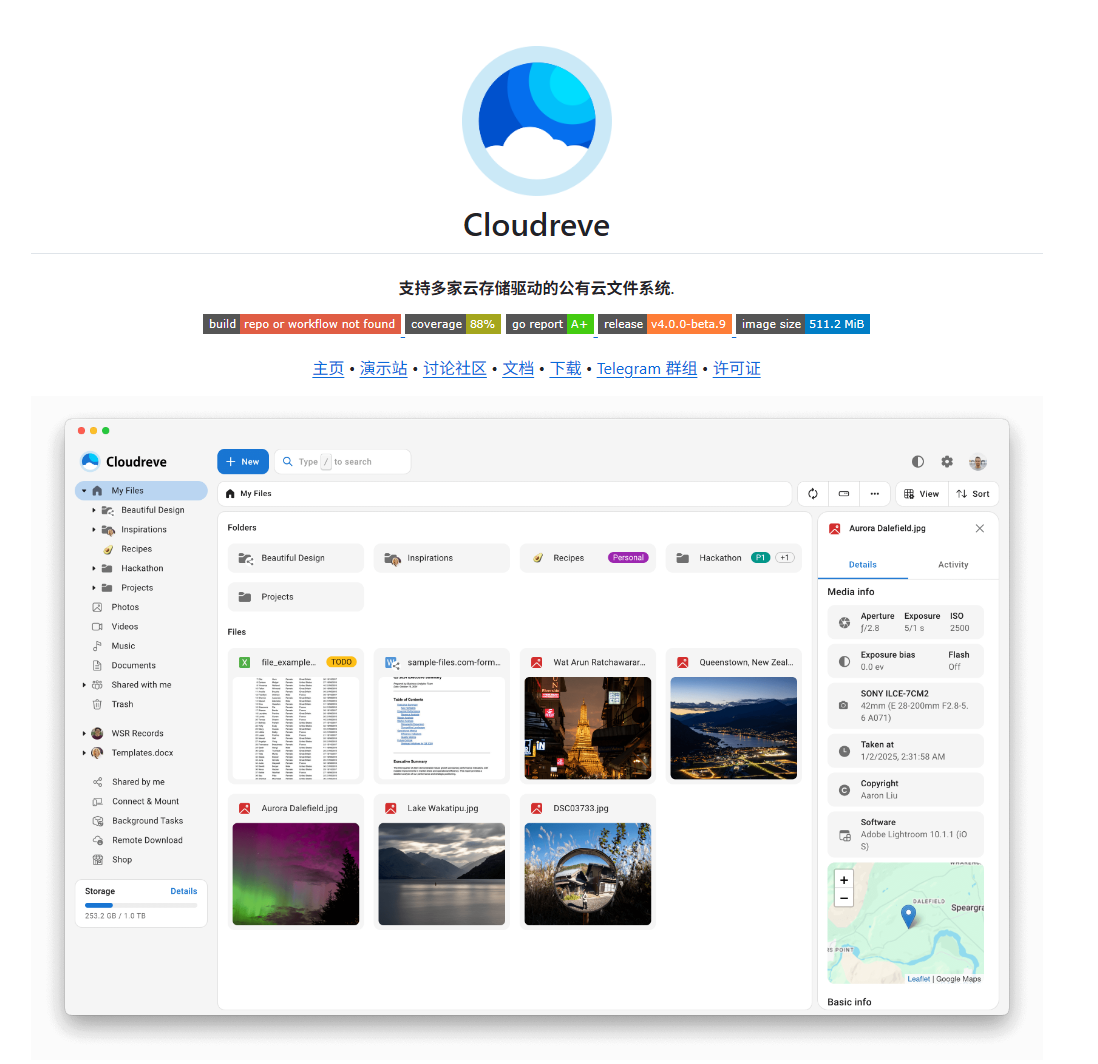 Cloudreve
支持多家云存储驱动的公有云文件系统.
build repo or workflow not found coverage 88% go report A+ release v4.0.0-beta.9 image size 511.2 MiB
主页 • 演示站 • 讨论社区 • 文档 • 下载 • Telegram 群组 • 许可证
Cloudreve
My Files
Beautiful Design
Inspirations
Recipes
Hackathon
Projects
Photos
Videos
Music
Documents
Shared with me
Trash
WSR Records
Templates.docx
Shared by me
Connect & Mount
Background Tasks
Remote Download
Shop
Storage Details
253.2 GB / 1.0 TB
+ New
Type / to search
My Files
View
Sort
Folders
Beautiful Design
Inspirations
Recipes Personal
Hackathon P1 +1
Projects
Files
file_example... TODO
sample-files.com-form...
Wat Arun Ratchawarar...
Queenstown, New Zeal...
Table of Contents
Executive Summary
Aurora Dalefield.jpg
Lake Wakatipu.jpg
DSC03733.jpg
Aurora Dalefield.jpg
Details Activity
Media info
Aperture Exposure ISO
ƒ/2.8 5/1 s 2500
Exposure bias Flash
0.0 ev Off
SONY ILCE-7CM2
42mm (E 28-200mm F2.8-5.
6 A071)
Taken at
1/2/2025, 2:31:58 AM
Copyright
Aaron Liu
Software
Adobe Lightroom 10.1.1 (iO
S)
+
−
DALEFIELD
Speargra
IS POINT
Leaflet | Google Maps
Basic info